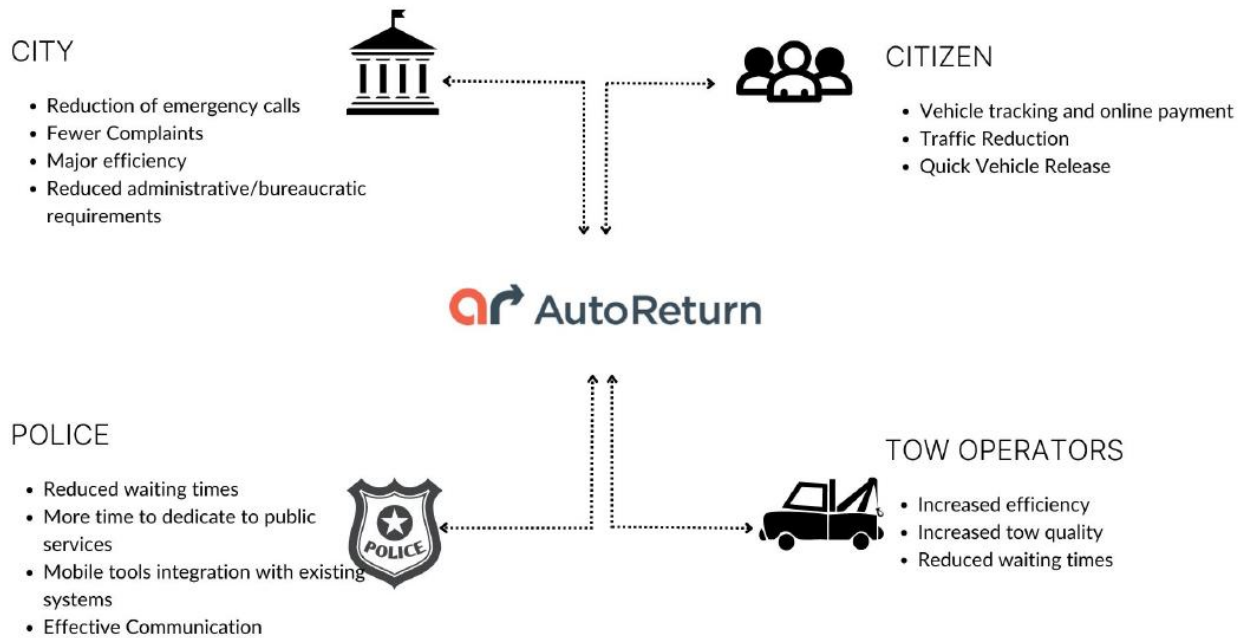 CITY
• Reduction of emergency calls
• Fewer Complaints
• Major efficiency
• Reduced administrative/bureaucratic
requirements
CITIZEN
• Vehicle tracking and online payment
• Traffic Reduction
• Quick Vehicle Release
ar AutoReturn
POLICE
• Reduced waiting times
• More time to dedicate to public
services
• Mobile tools integration with existing
systems
• Effective Communication
POLICE
TOW OPERATORS
• Increased efficiency
• Increased tow quality
• Reduced waiting times